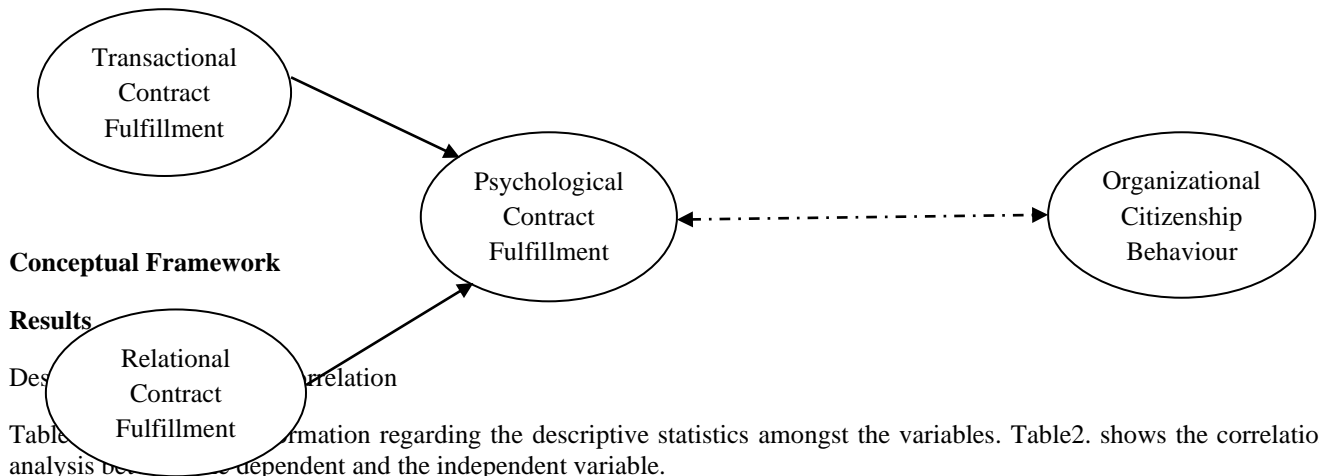 Transactional
Contract
Fulfillment
Psychological
Contract
Fulfillment
Organizational
Citizenship
Behaviour
Conceptual Framework
Results
Relational
Contract
Fulfillment
Des rrelation
Table rmation regarding the descriptive statistics amongst the variables. Table2. shows the correlatio
analysis be dependent and the independent variable.